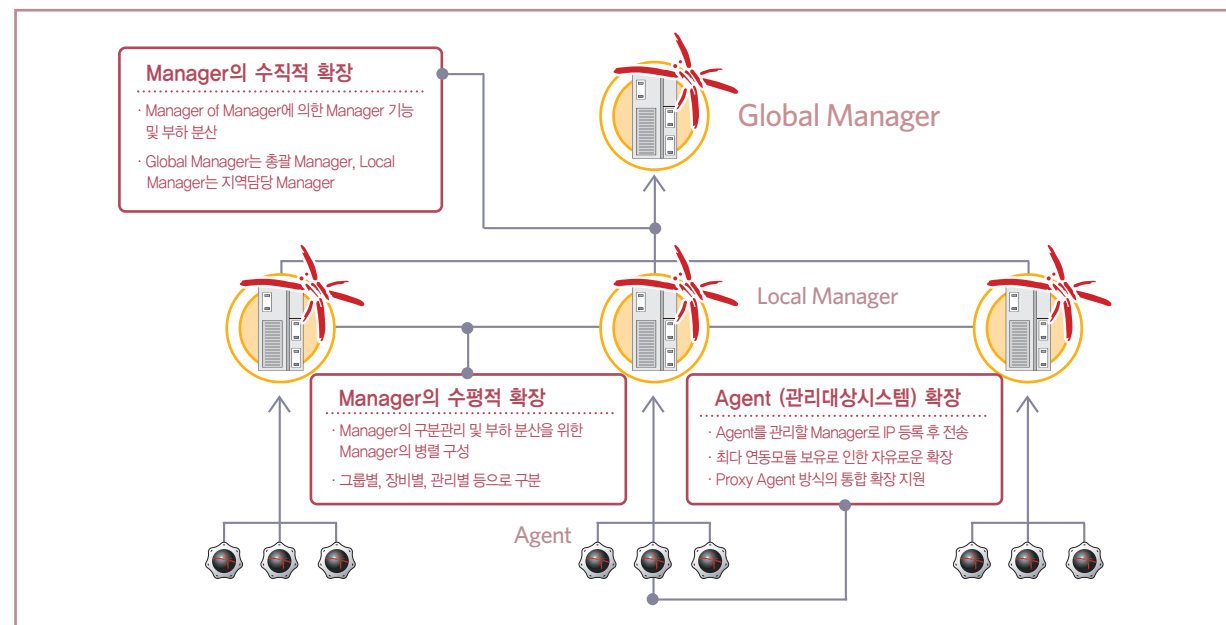 Manager의 수직적 확장
· Manager of Manager에 의한 Manager 기능
및 부하 분산
· Global Manager는 총괄 Manager, Local
Manager는 지역담당 Manager
Global Manager
Local Manager
Manager의 수평적 확장
· Manager의 구분관리 및 부하 분산을 위한
Manager의 병렬 구성
· 그룹별, 장비별, 관리별 등으로 구분
Agent (관리대상시스템) 확장
· Agent를 관리할 Manager로 IP 등록 후 전송
· 최다 연동모듈 보유로 인한 자유로운 확장
· Proxy Agent 방식의 통합 확장 지원
Agent